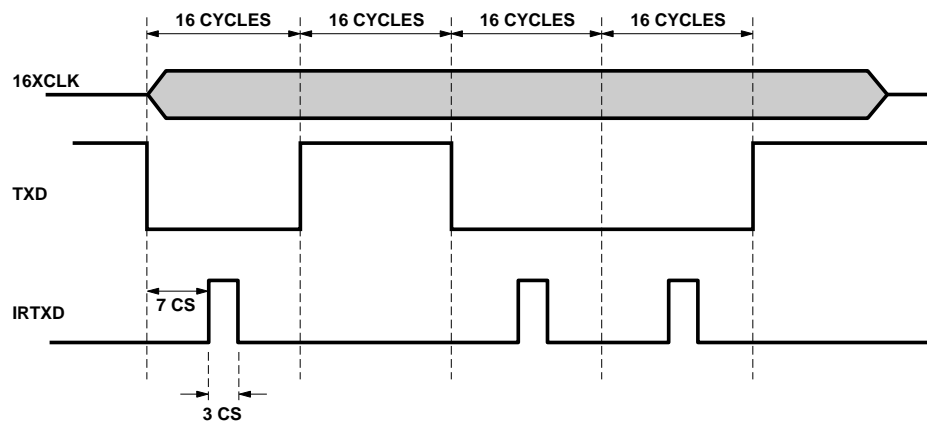 16 CYCLES 16 CYCLES 16 CYCLES 16 CYCLES
16XCLK
TXD
7 CS
IRTXD
3 CS